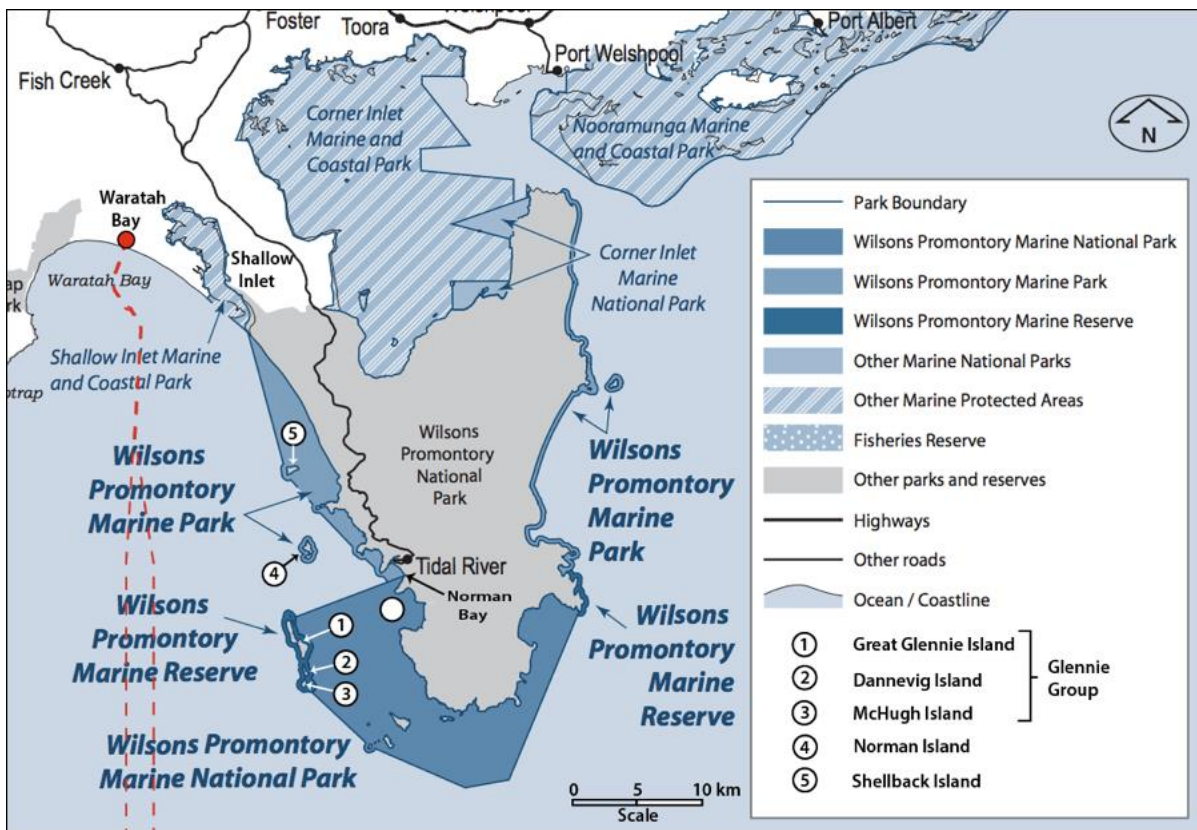 Foster
Toora
Port Albert
Port Welshpool
Fish Creek
Corner Inlet
Marine and
Coastal Park
Nooramunga Marine
and Coastal Park
N
Waratah
Bay
Waratah Bay
Shallow
Inlet
Corner Inlet
Marine
National Park
Shallow Inlet Marine
and Coastal Park
5
Wilsons
Promontory
Marine Park
Wilsons
Promontory
National
Park
Wilsons
Promontory
Marine
Park
4
Tidal River
Norman
Bay
Wilsons
Promontory
Marine Reserve
1
2
3
Wilsons
Promontory
Marine
Reserve
Wilsons Promontory
Marine National Park
0 5 10 km
Scale
Park Boundary
Wilsons Promontory Marine National Park
Wilsons Promontory Marine Park
Wilsons Promontory Marine Reserve
Other Marine National Parks
Other Marine Protected Areas
Fisheries Reserve
Other parks and reserves
Highways
Other roads
Ocean / Coastline
1 Great Glennie Island
2 Dannevig Island
3 McHugh Island
Glennie
Group
4 Norman Island
5 Shellback Island